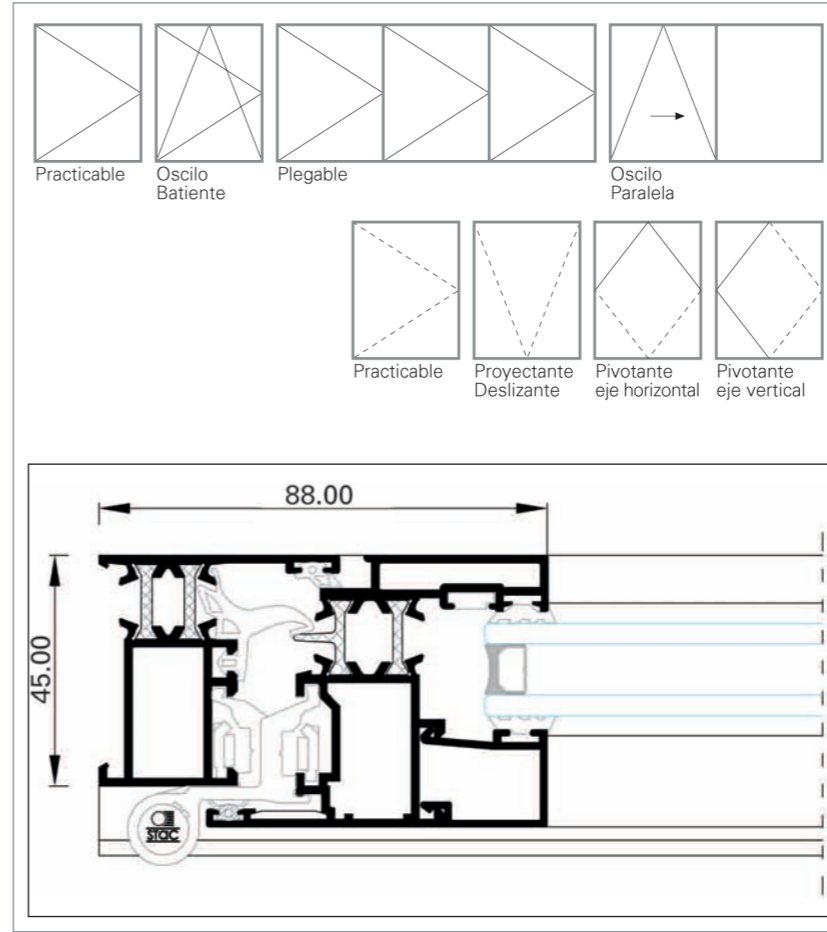 Practicable
Oscilo
Batiente
Plegable
Oscilo
Paralela
Practicable
Proyectante
Deslizante
Pivotante
eje horizontal
Pivotante
eje vertical
88.00
45.00
STAC